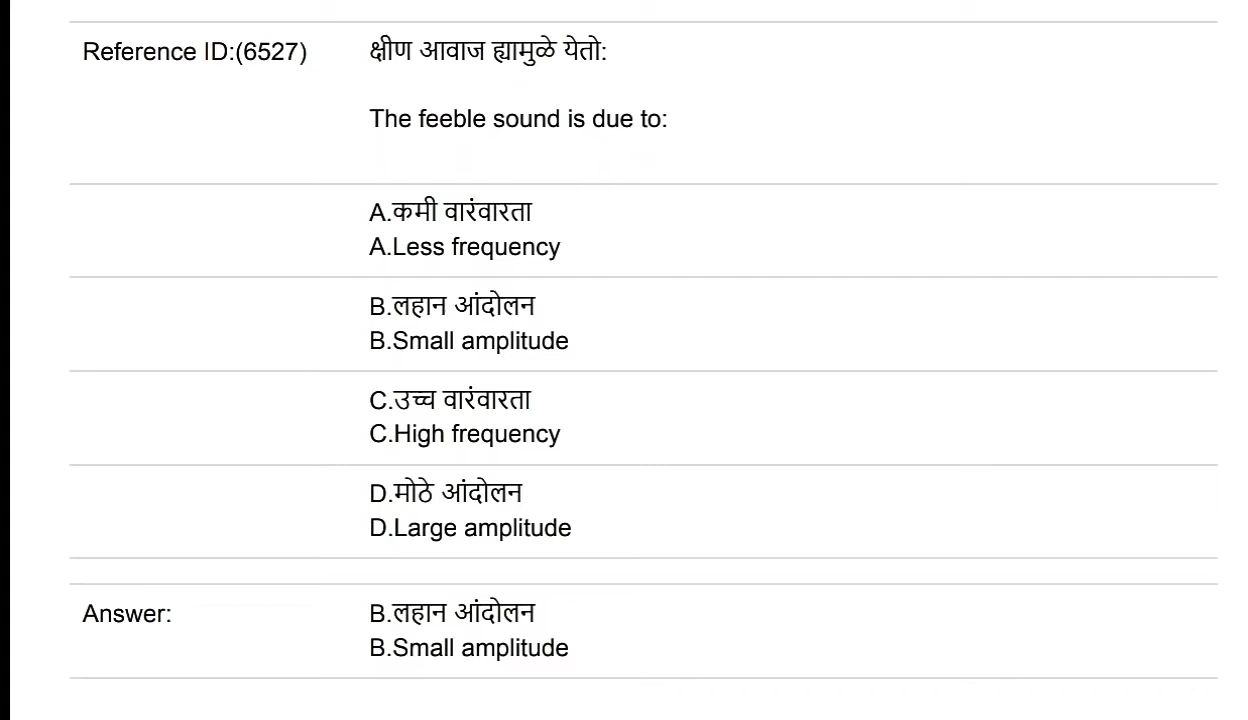 Reference ID:(6527) क्षीण आवाज ह्यामुळे येतो:
The feeble sound is due to:
A.कमी वारंवारता
A.Less frequency
B.लहान आंदोलन
B.Small amplitude
C.उच्च वारंवारता
C.High frequency
D.मोठे आंदोलन
D.Large amplitude
Answer: B.लहान आंदोलन
B.Small amplitude